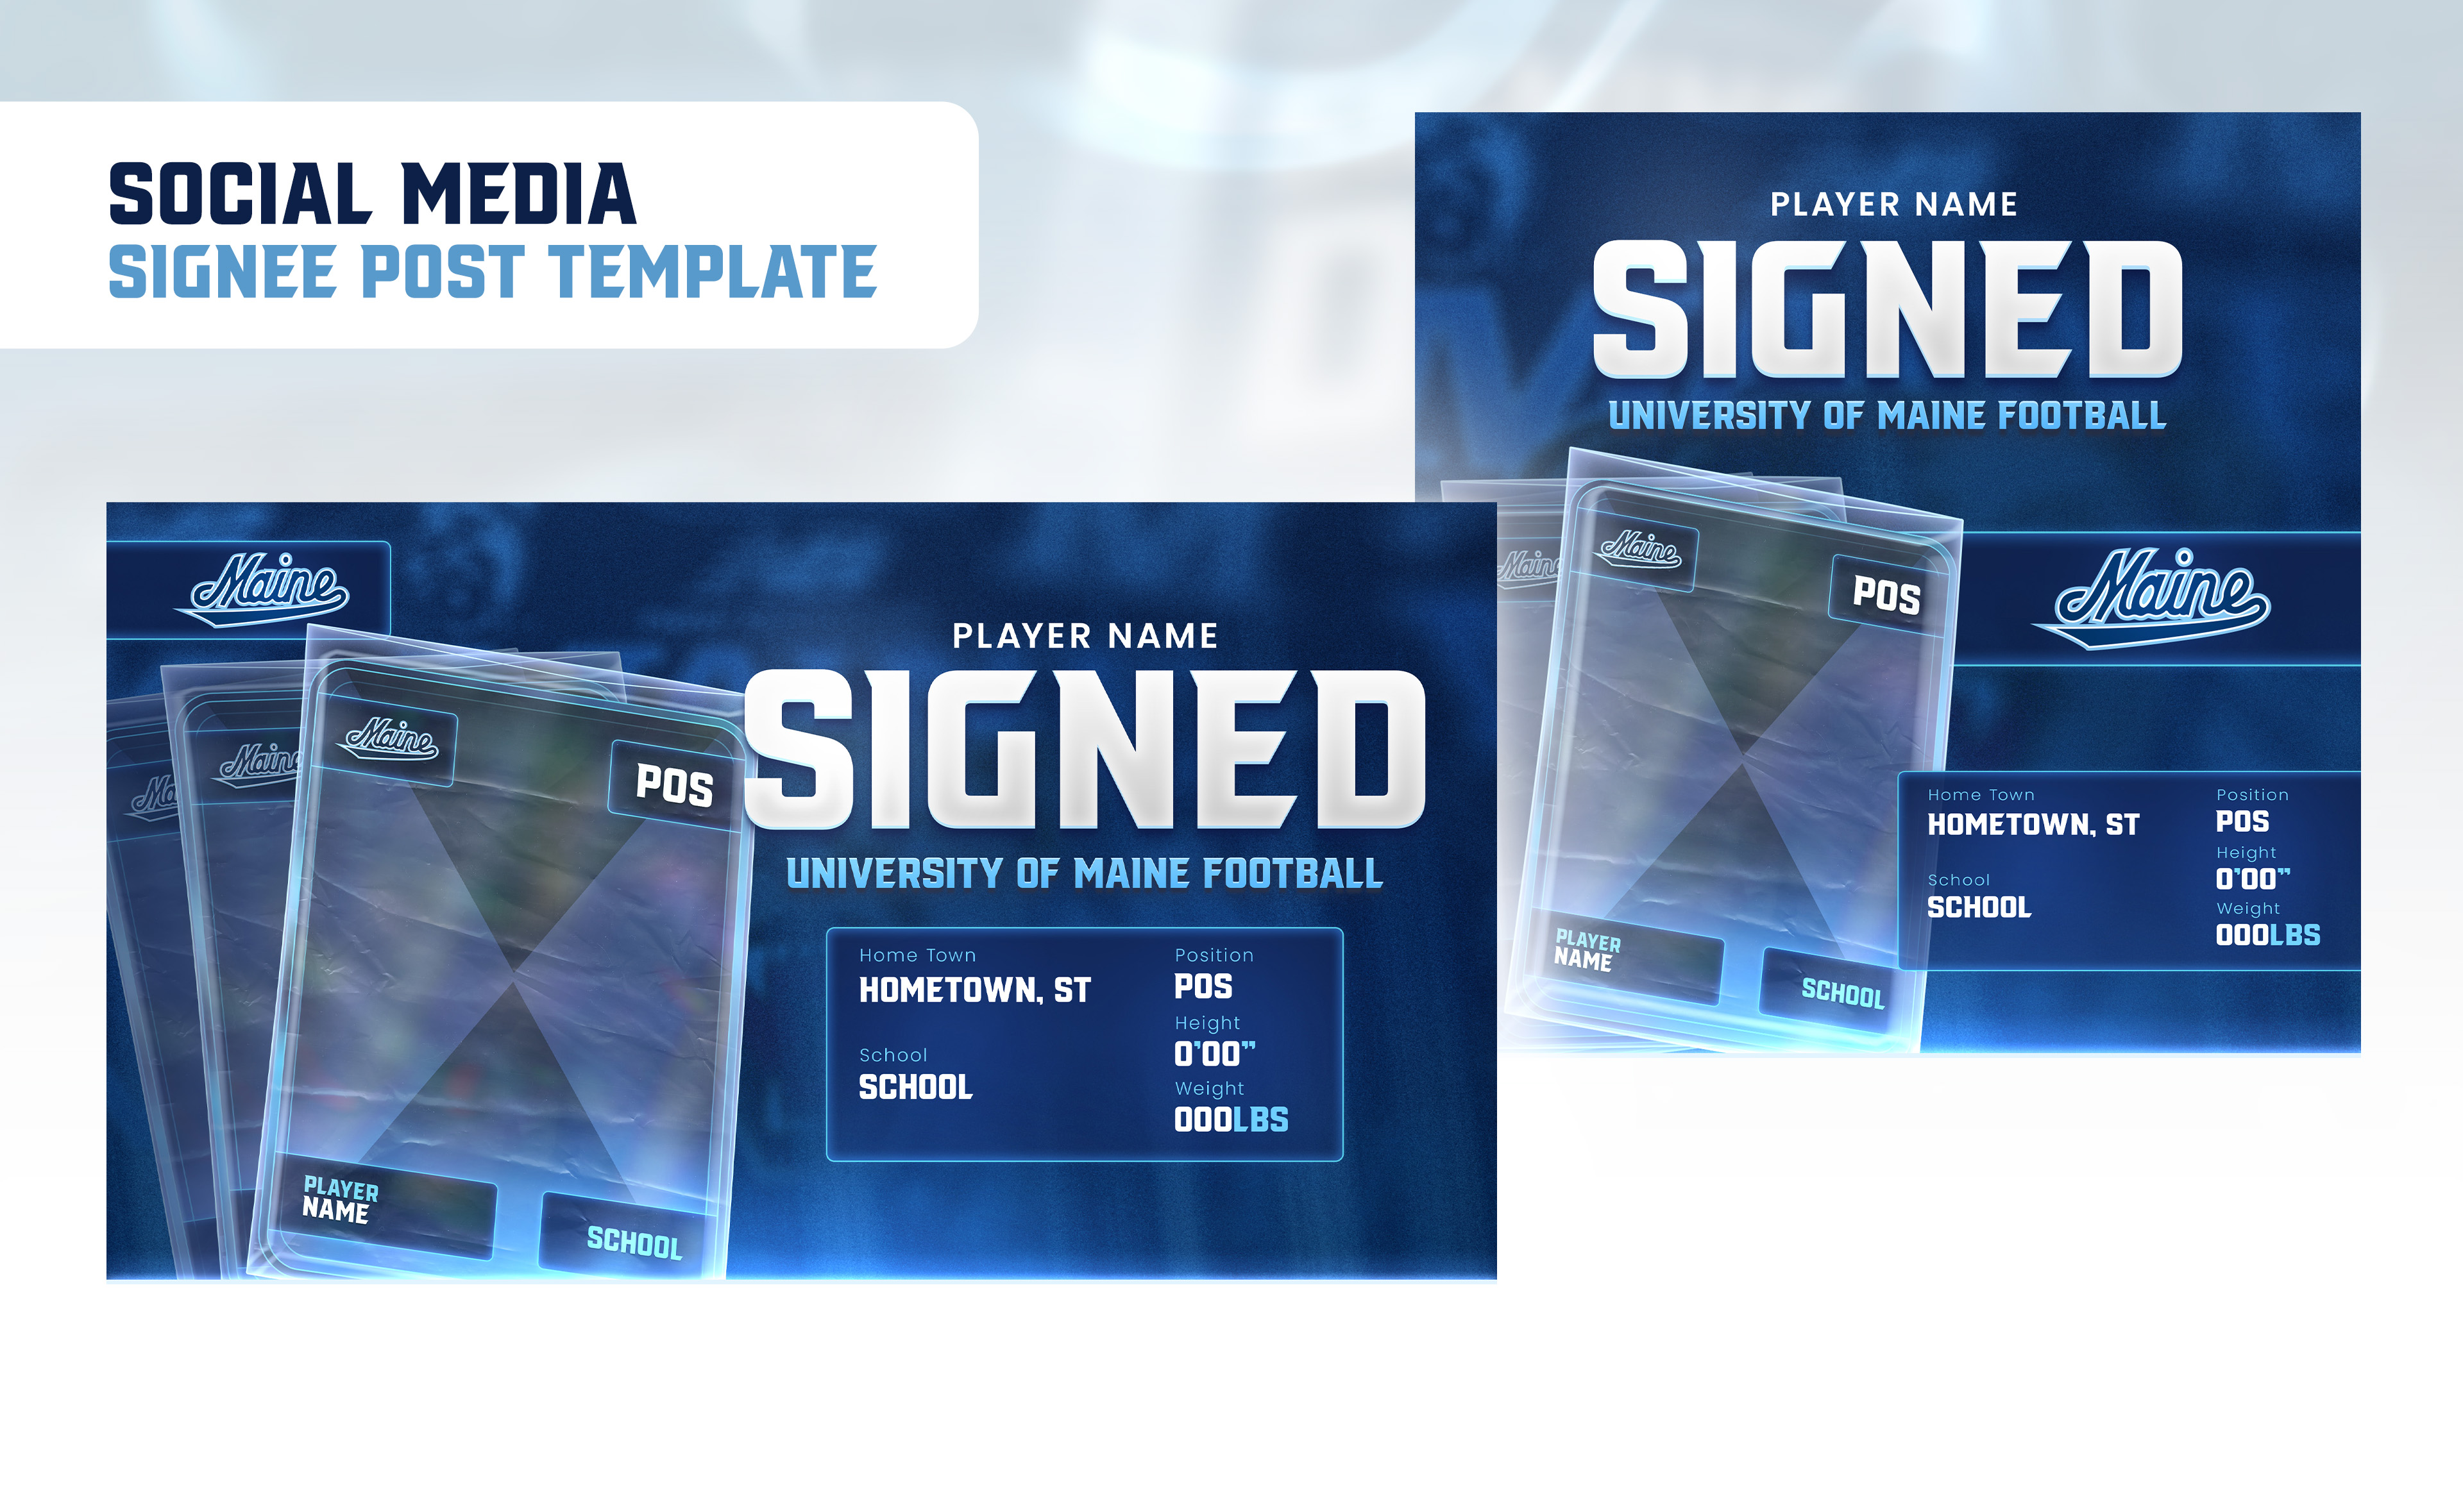 SOCIAL MEDIA
SIGNEE POST TEMPLATE
PLAYER NAME
SIGNED
UNIVERSITY OF MAINE FOOTBALL
Maine
Maine
POS
Maine
Home Town
HOMETOWN, ST
School
SCHOOL
Position
POS
Height
0'00"
Weight
000LBS
PLAYER
NAME
SCHOOL
Maine
PLAYER NAME
SIGNED
UNIVERSITY OF MAINE FOOTBALL
Ma
Maine
Maine
POS
Home Town
HOMETOWN, ST
School
SCHOOL
Position
POS
Height
0'00"
Weight
000LBS
PLAYER
NAME
SCHOOL